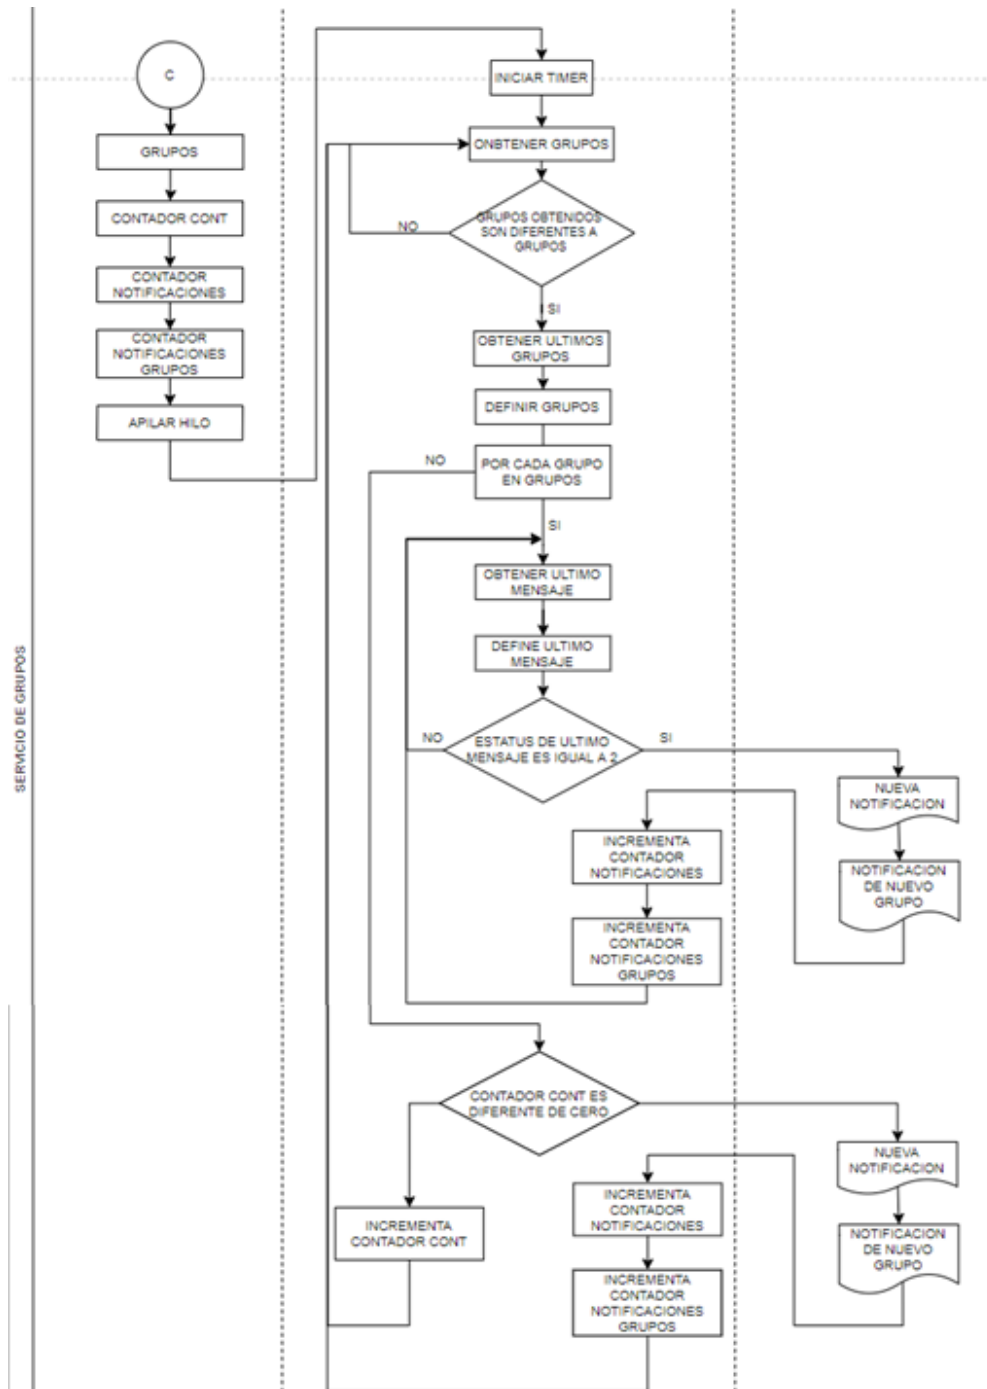 SERVICIO DE GRUPOS
C
GRUPOS
CONTADOR CONT
CONTADOR
NOTIFICACIONES
CONTADOR
NOTIFICACIONES
GRUPOS
APILAR HILO
INICIAR TIMER
ONBTENER GRUPOS
GRUPOS OBTENIDOS
SON DIFERENTES A
GRUPOS
NO
SI
OBTENER ULTIMOS
GRUPOS
DEFINIR GRUPOS
POR CADA GRUPO
EN GRUPOS
NO
SI
OBTENER ULTIMO
MENSAJE
DEFINE ULTIMO
MENSAJE
ESTATUS DE ULTIMO
MENSAJE ES IGUAL A 2
NO
SI
NUEVA
NOTIFICACION
NOTIFICACION
DE NUEVO
GRUPO
INCREMENTA
CONTADOR
NOTIFICACIONES
INCREMENTA
CONTADOR
NOTIFICACIONES
GRUPOS
CONTADOR CONT ES
DIFERENTE DE CERO
NUEVA
NOTIFICACION
NOTIFICACION
DE NUEVO
GRUPO
INCREMENTA
CONTADOR
NOTIFICACIONES
INCREMENTA
CONTADOR
NOTIFICACIONES
GRUPOS
INCREMENTA
CONTADOR CONT